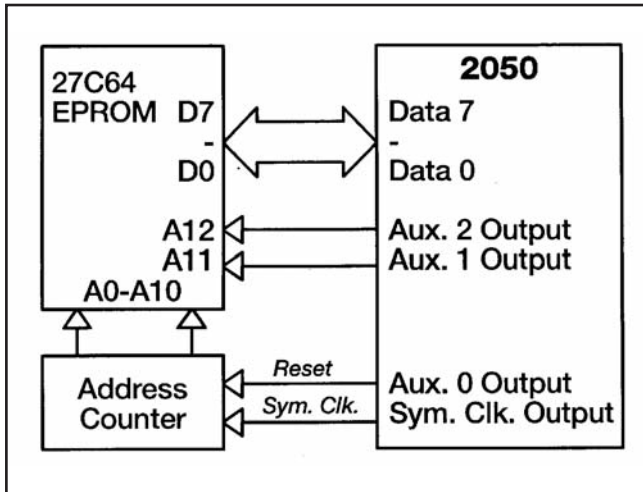 27C64
EPROM D7
-
D0
A12
A11
A0-A10
Address
Counter
2050
Data 7
-
Data 0
Aux. 2 Output
Aux. 1 Output
Reset
Aux. 0 Output
Sym. Clk.
Sym. Clk. Output